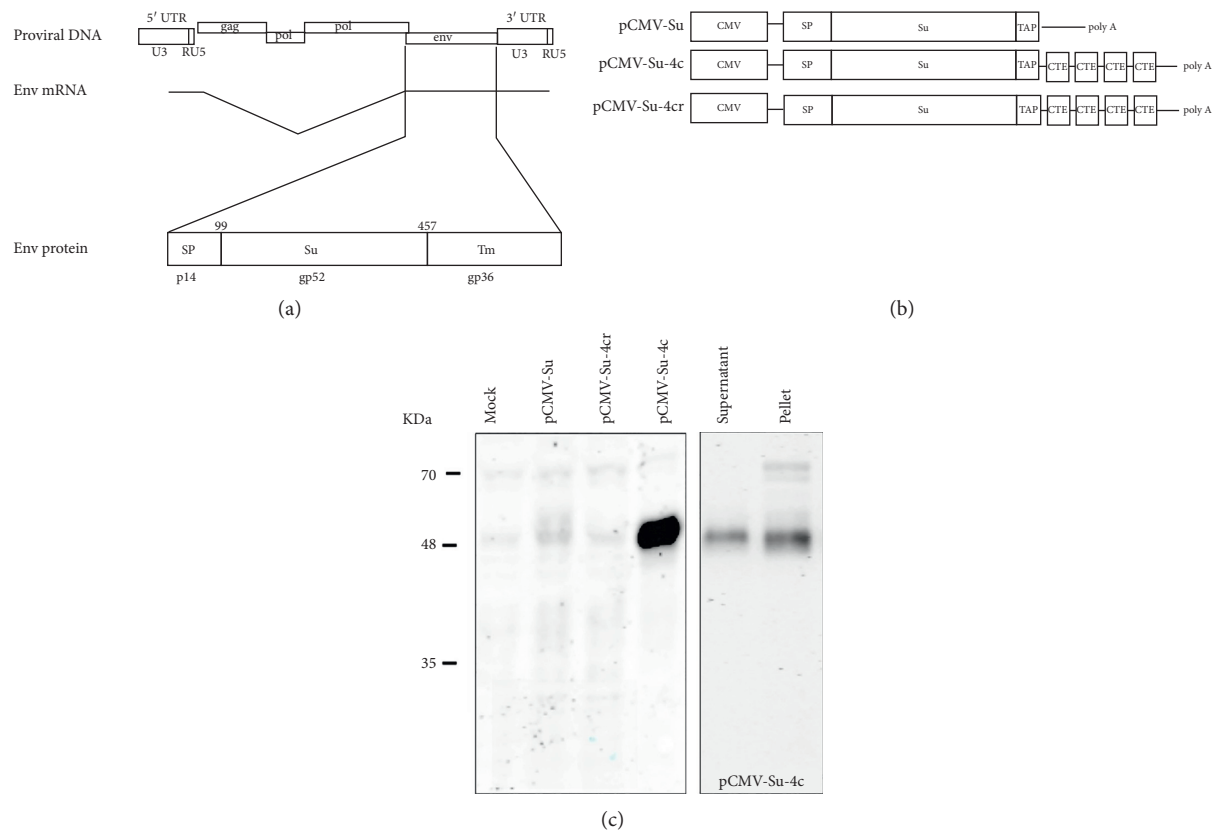 5′ UTR
3′ UTR
Proviral DNA
gag
pol
pol
env
U3
RU5
U3
RU5
Env mRNA
99
457
Env protein
SP
Su
Tm
p14
gp52
gp36
(a)
pCMV-Su
CMV
SP
Su
TAP
poly A
pCMV-Su-4c
CMV
SP
Su
TAP
CTE
CTE
CTE
CTE
poly A
pCMV-Su-4cr
CMV
SP
Su
TAP
CTE
CTE
CTE
CTE
poly A
(b)
KDa
Mock
pCMV-Su
pCMV-Su-4cr
pCMV-Su-4c
Supernatant
Pellet
70
48
35
pCMV-Su-4c
(c)